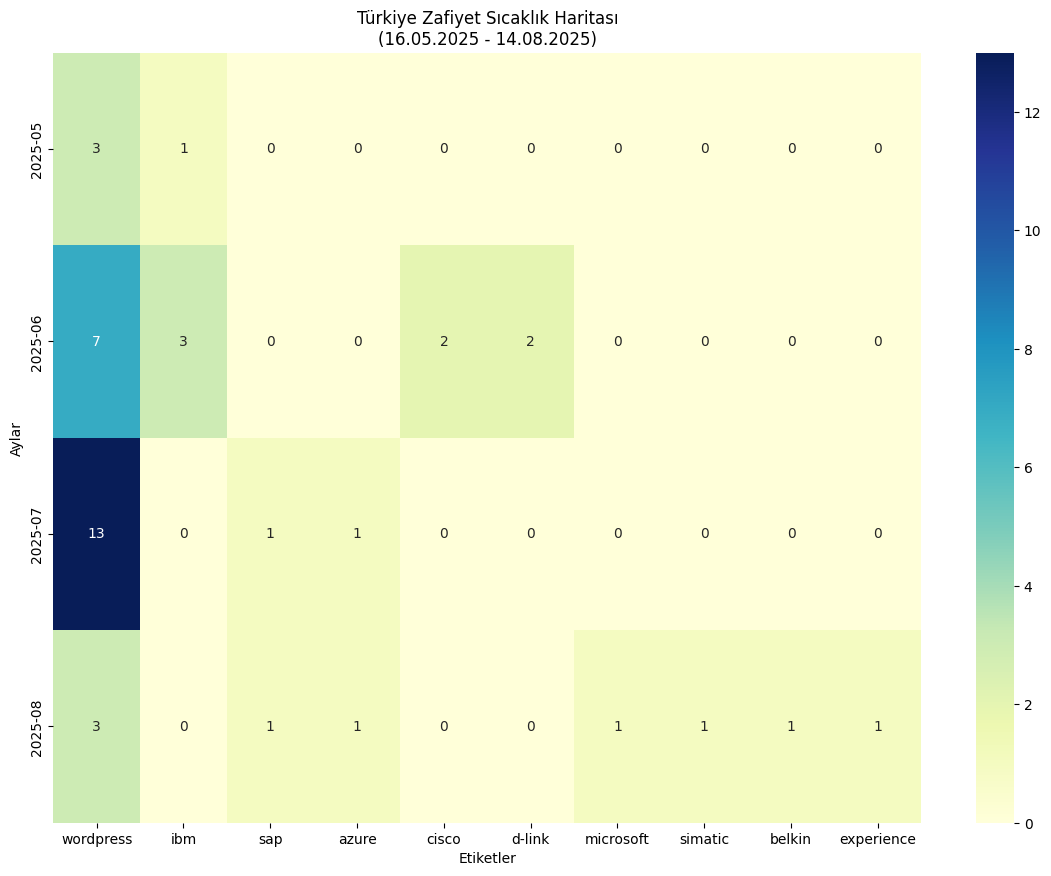 Türkiye Zafiyet Sıcaklık Haritası
(16.05.2025 - 14.08.2025)
Aylar
2025-05
3 1 0 0 0 0 0 0 0 0
2025-06
7 3 0 0 2 2 0 0 0 0
2025-07
13 0 1 1 0 0 0 0 0 0
2025-08
3 0 1 1 0 0 1 1 1 1
wordpress ibm sap azure cisco d-link microsoft simatic belkin experience
Etiketler
12
10
8
6
4
2
0